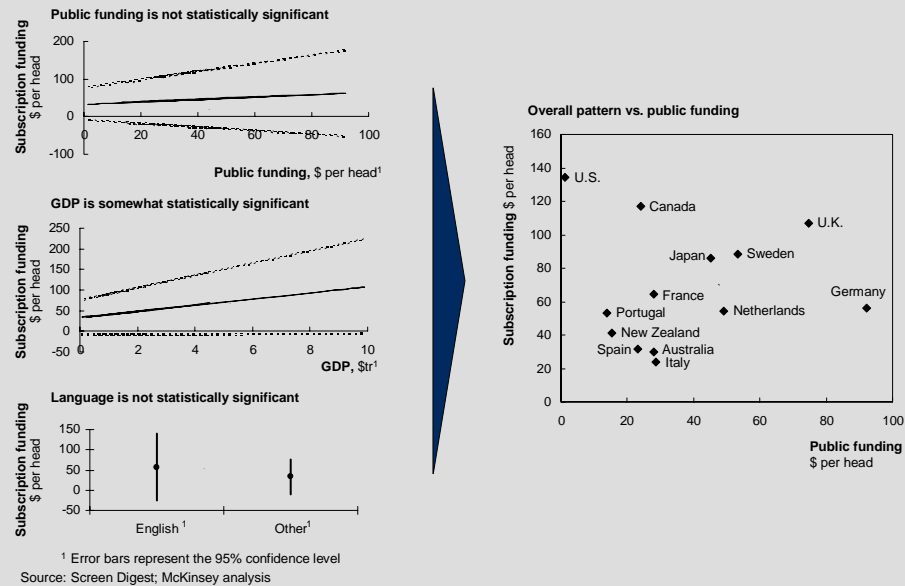 Public funding is not statistically significant
Subscription funding
$ per head
200
100
0
-100
0
20
40
60
80
100
Public funding, $ per head¹
GDP is somewhat statistically significant
Subscription funding
$ per head
250
200
150
100
50
0
-50
0
2
4
6
8
10
GDP, $tr¹
Language is not statistically significant
Subscription funding
$ per head
150
100
50
0
-50
English ¹
Other¹
¹ Error bars represent the 95% confidence level
Source: Screen Digest; McKinsey analysis
Overall pattern vs. public funding
Subscription funding $ per head
160
140
120
100
80
60
40
20
0
U.S.
Canada
U.K.
Japan
Sweden
Germany
France
Portugal
Netherlands
New Zealand
Spain
Australia
Italy
0
20
40
60
80
100
Public funding
$ per head